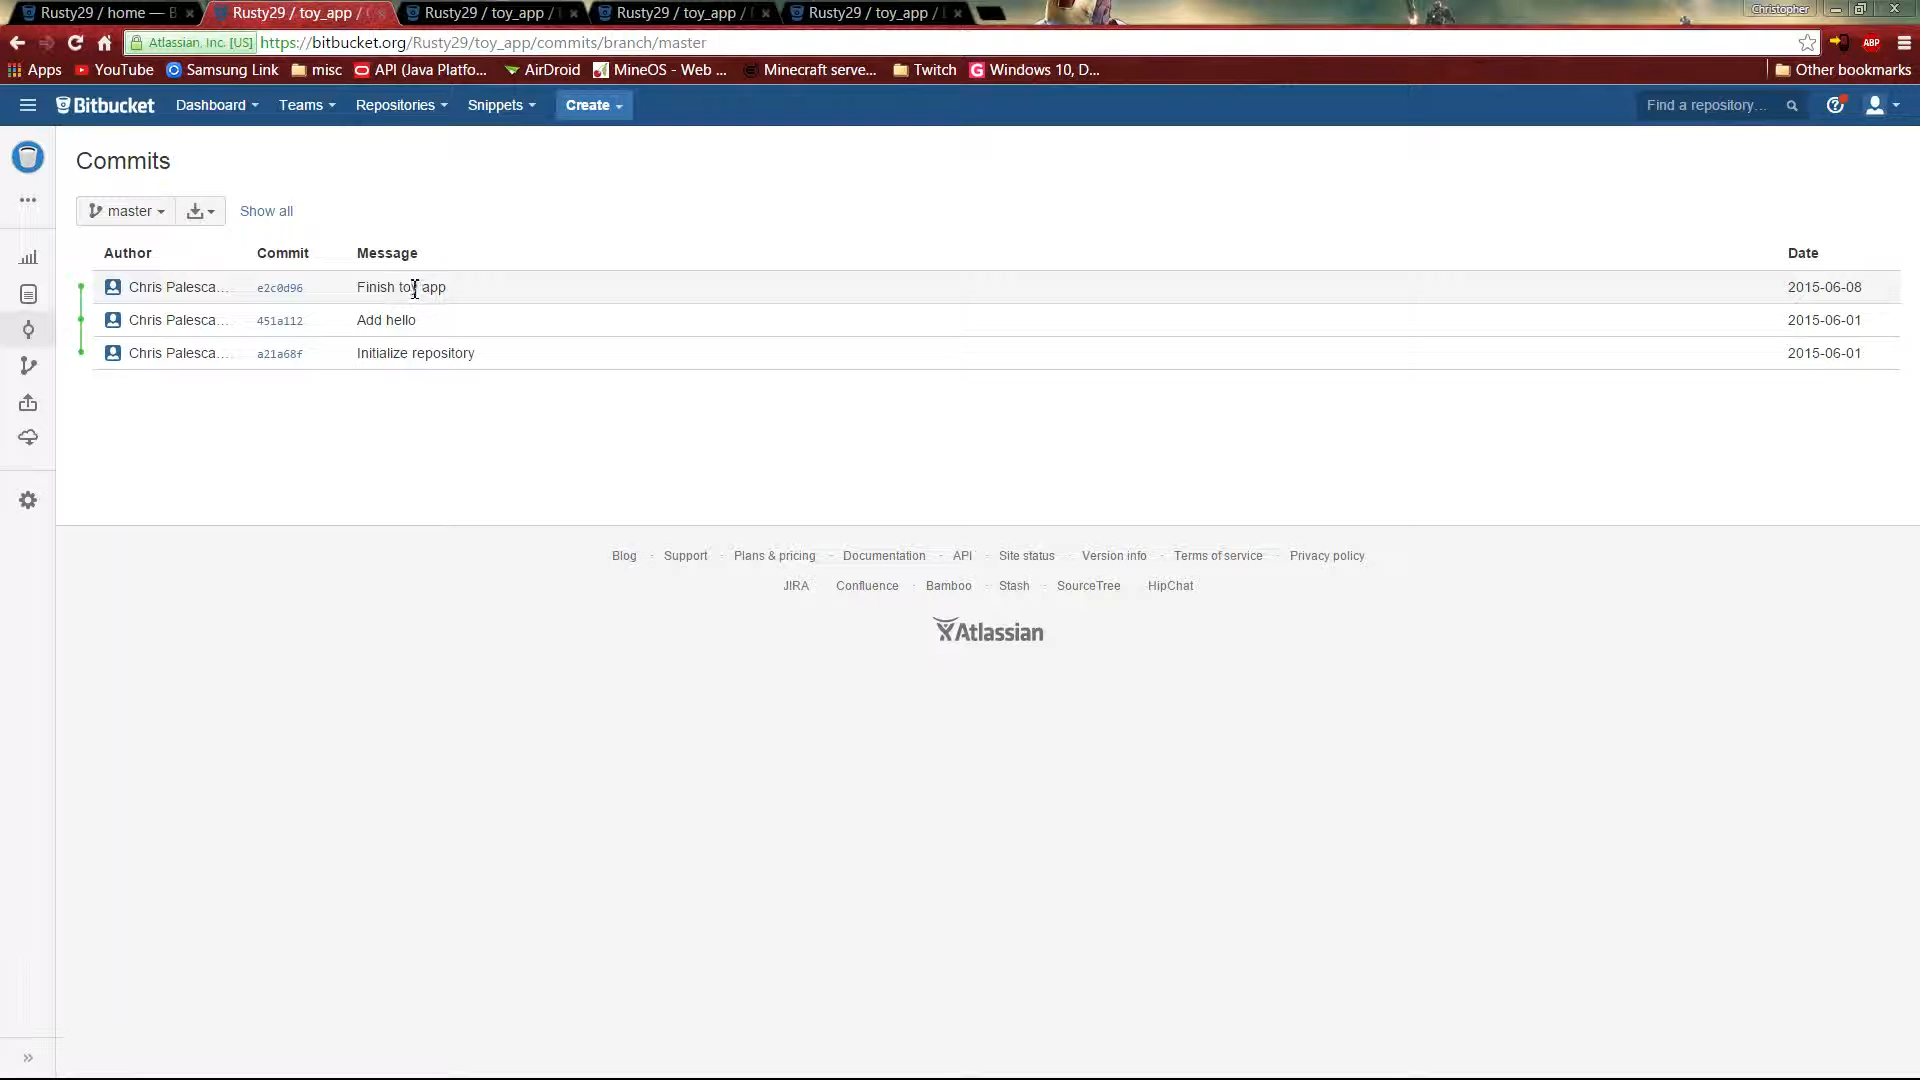 Rusty29 / home — B
Rusty29 / toy_app /
Rusty29 / toy_app /
Rusty29 / toy_app /
Rusty29 / toy_app /
Christopher
Atlassian, Inc. [US]
https://bitbucket.org/Rusty29/toy_app/commits/branch/master
ABP
Apps
YouTube
Samsung Link
misc
API (Java Platfo...
AirDroid
MineOS - Web ...
Minecraft serve...
Twitch
Windows 10, D...
Other bookmarks
Bitbucket
Dashboard
Teams
Repositories
Snippets
Create
Find a repository...
Commits
master
Show all
Author Commit Message Date
Chris Palesca... e2c0d96 Finish toy app 2015-06-08
Chris Palesca... 451a112 Add hello 2015-06-01
Chris Palesca... a21a68f Initialize repository 2015-06-01
Blog · Support · Plans & pricing · Documentation · API · Site status · Version info · Terms of service · Privacy policy
JIRA · Confluence · Bamboo · Stash · SourceTree · HipChat
Atlassian